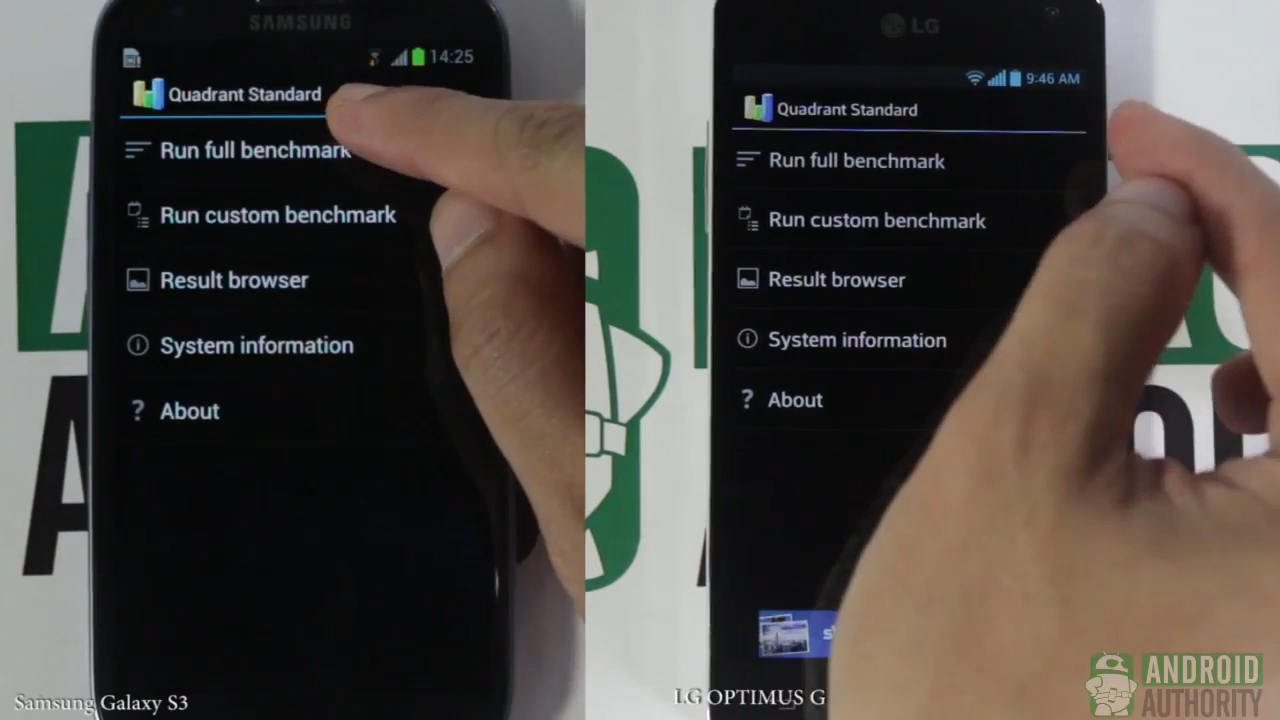 SAMSUNG
14:25
Quadrant Standard
Run full benchmark
Run custom benchmark
Result browser
System information
About
Samsung Galaxy S3
LG
9:46 AM
Quadrant Standard
Run full benchmark
Run custom benchmark
Result browser
System information
About
LG OPTIMUS G
ANDROID
AUTHORITY